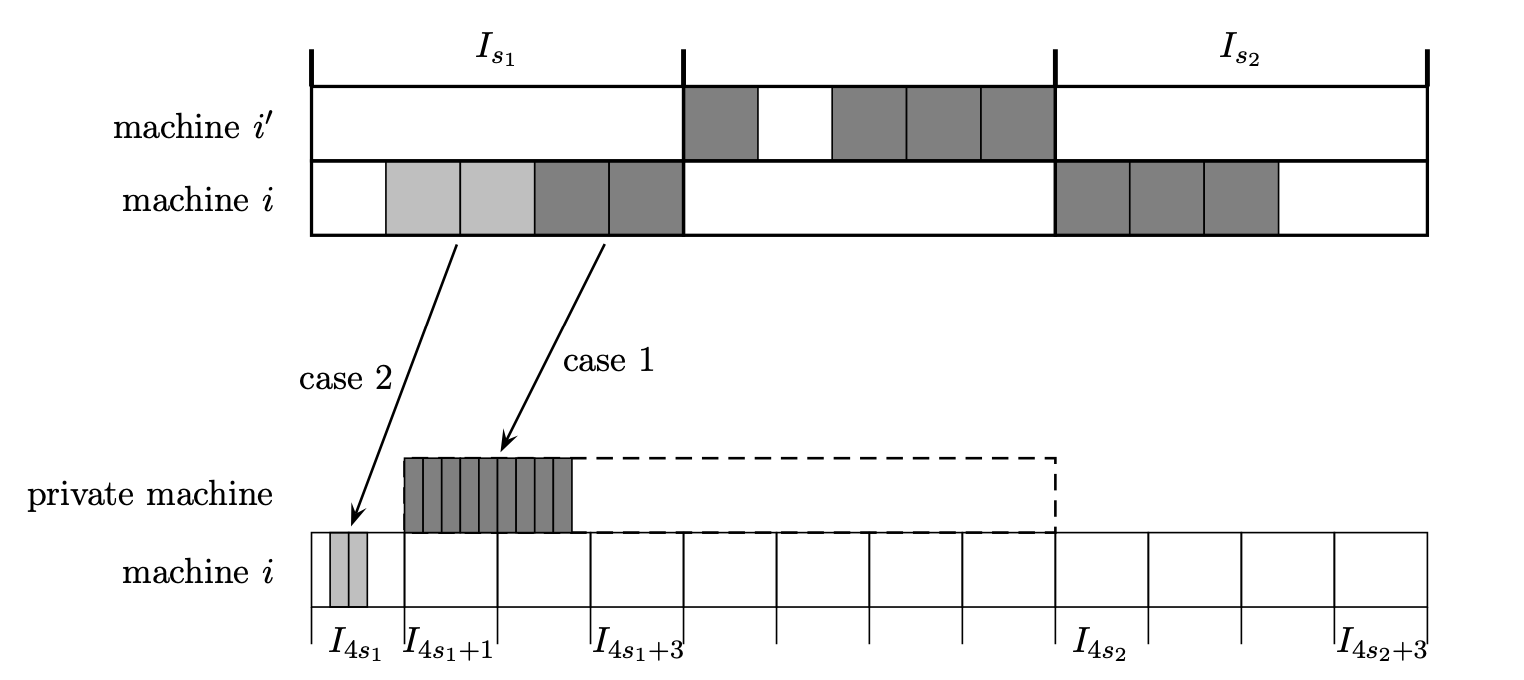 I_{s_1} I_{s_2}
machine i′
machine i
case 1
case 2
private machine
machine i
I_{4s_1} I_{4s_1+1} I_{4s_1+3} I_{4s_2} I_{4s_2+3}